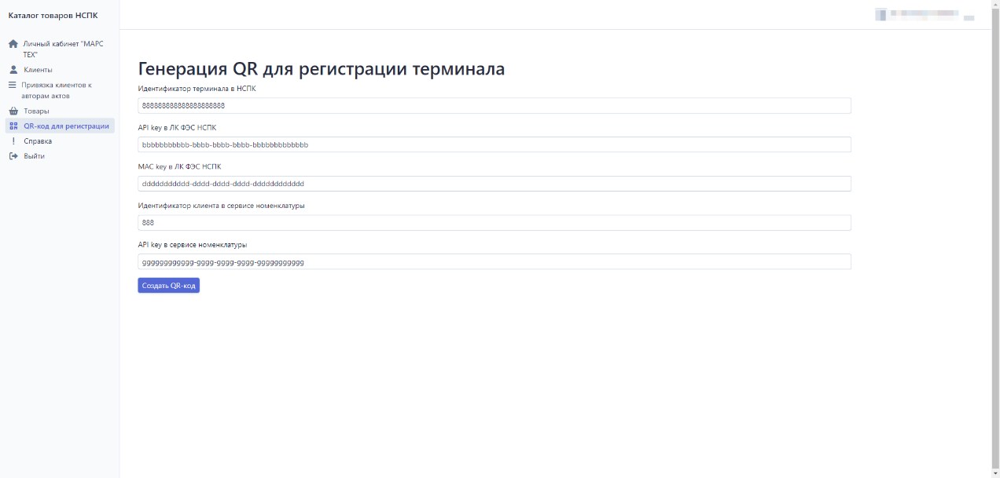 Каталог товаров НСПК
Личный кабинет "МАРС
ТЕХ"
Клиенты
Привязка клиентов к
авторам актов
Товары
QR-код для регистрации
Справка
Выйти
Генерация QR для регистрации терминала
Идентификатор терминала в НСПК
888888888888888888888
API key в ЛК ФЭС НСПК
bbbbbbbbbbb-bbbb-bbbb-bbbb-bbbbbbbbbbbbb
MAC key в ЛК ФЭС НСПК
ddddddddddd-dddd-dddd-dddd-dddddddddddd
Идентификатор клиента в сервисе номенклатуры
888
API key в сервисе номенклатуры
gggggggggggg-gggg-gggg-gggg-ggggggggggg
Создать QR-код